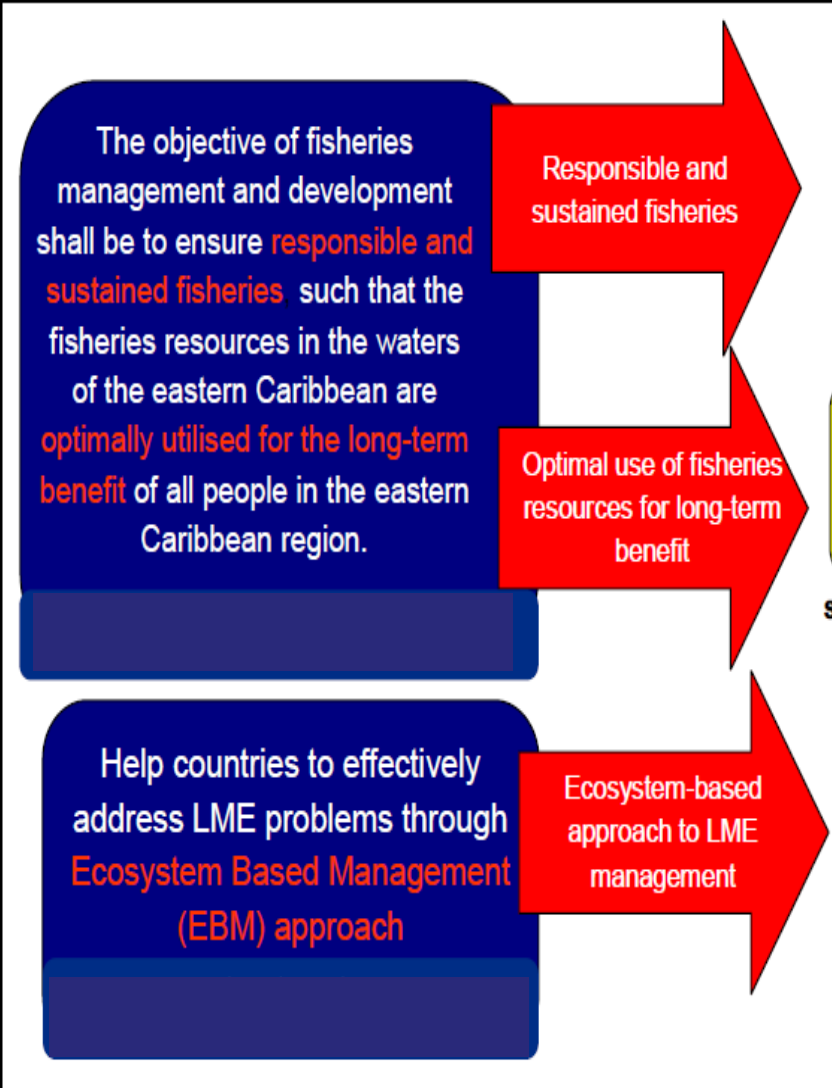 The objective of fisheries
management and development
shall be to ensure responsible and
sustained fisheries, such that the
fisheries resources in the waters
of the eastern Caribbean are
optimally utilised for the long-term
benefit of all people in the eastern
Caribbean region.
Responsible and
sustained fisheries
Optimal use of fisheries
resources for long-term
benefit
s
Help countries to effectively
address LME problems through
Ecosystem Based Management
(EBM) approach
Ecosystem-based
approach to LME
management